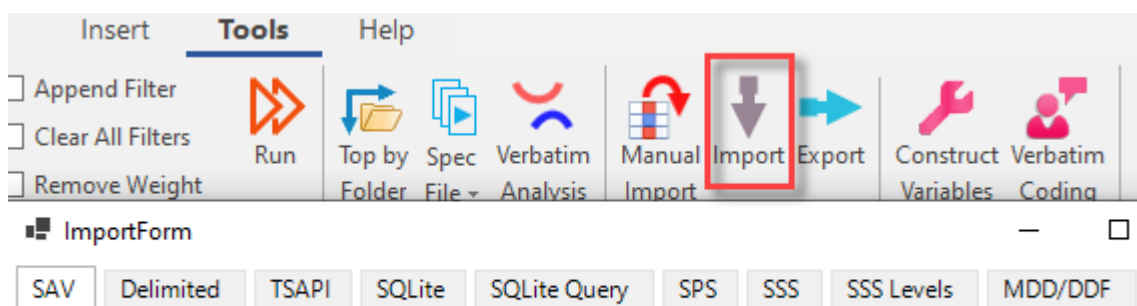 Insert Tools Help
Append Filter
Clear All Filters
Remove Weight
Run
Top by
Folder
Spec
File
Verbatim
Analysis
Manual
Import
Import
Export
Construct
Variables
Verbatim
Coding
ImportForm
SAV Delimited TSAPI SQLite SQLite Query SPS SSS SSS Levels MDD/DDF